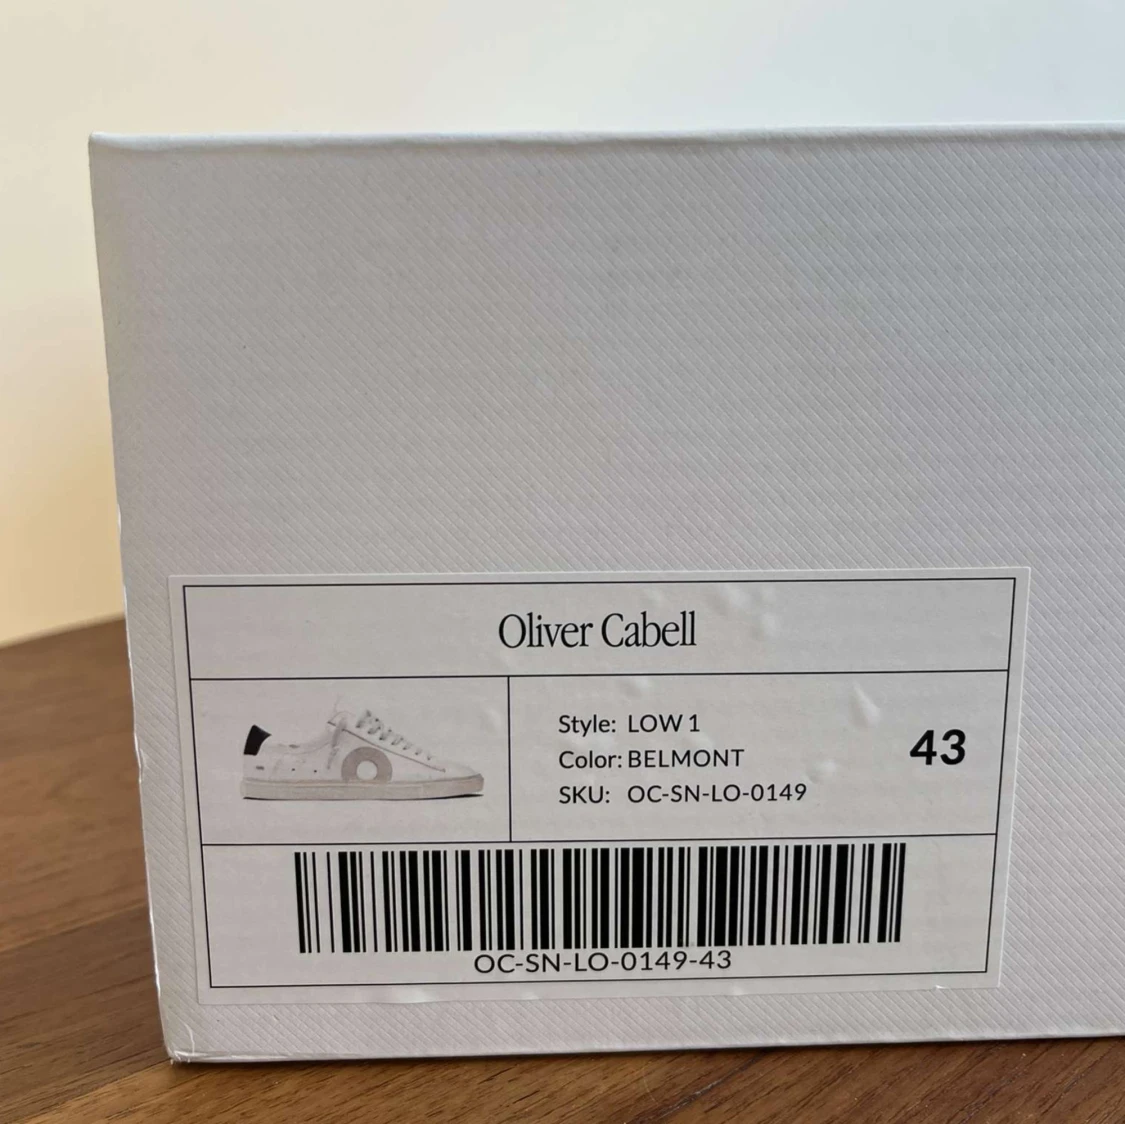 Oliver Cabell
Style: LOW 1
Color: BELMONT
SKU: OC-SN-LO-0149
43
OC-SN-LO-0149-43